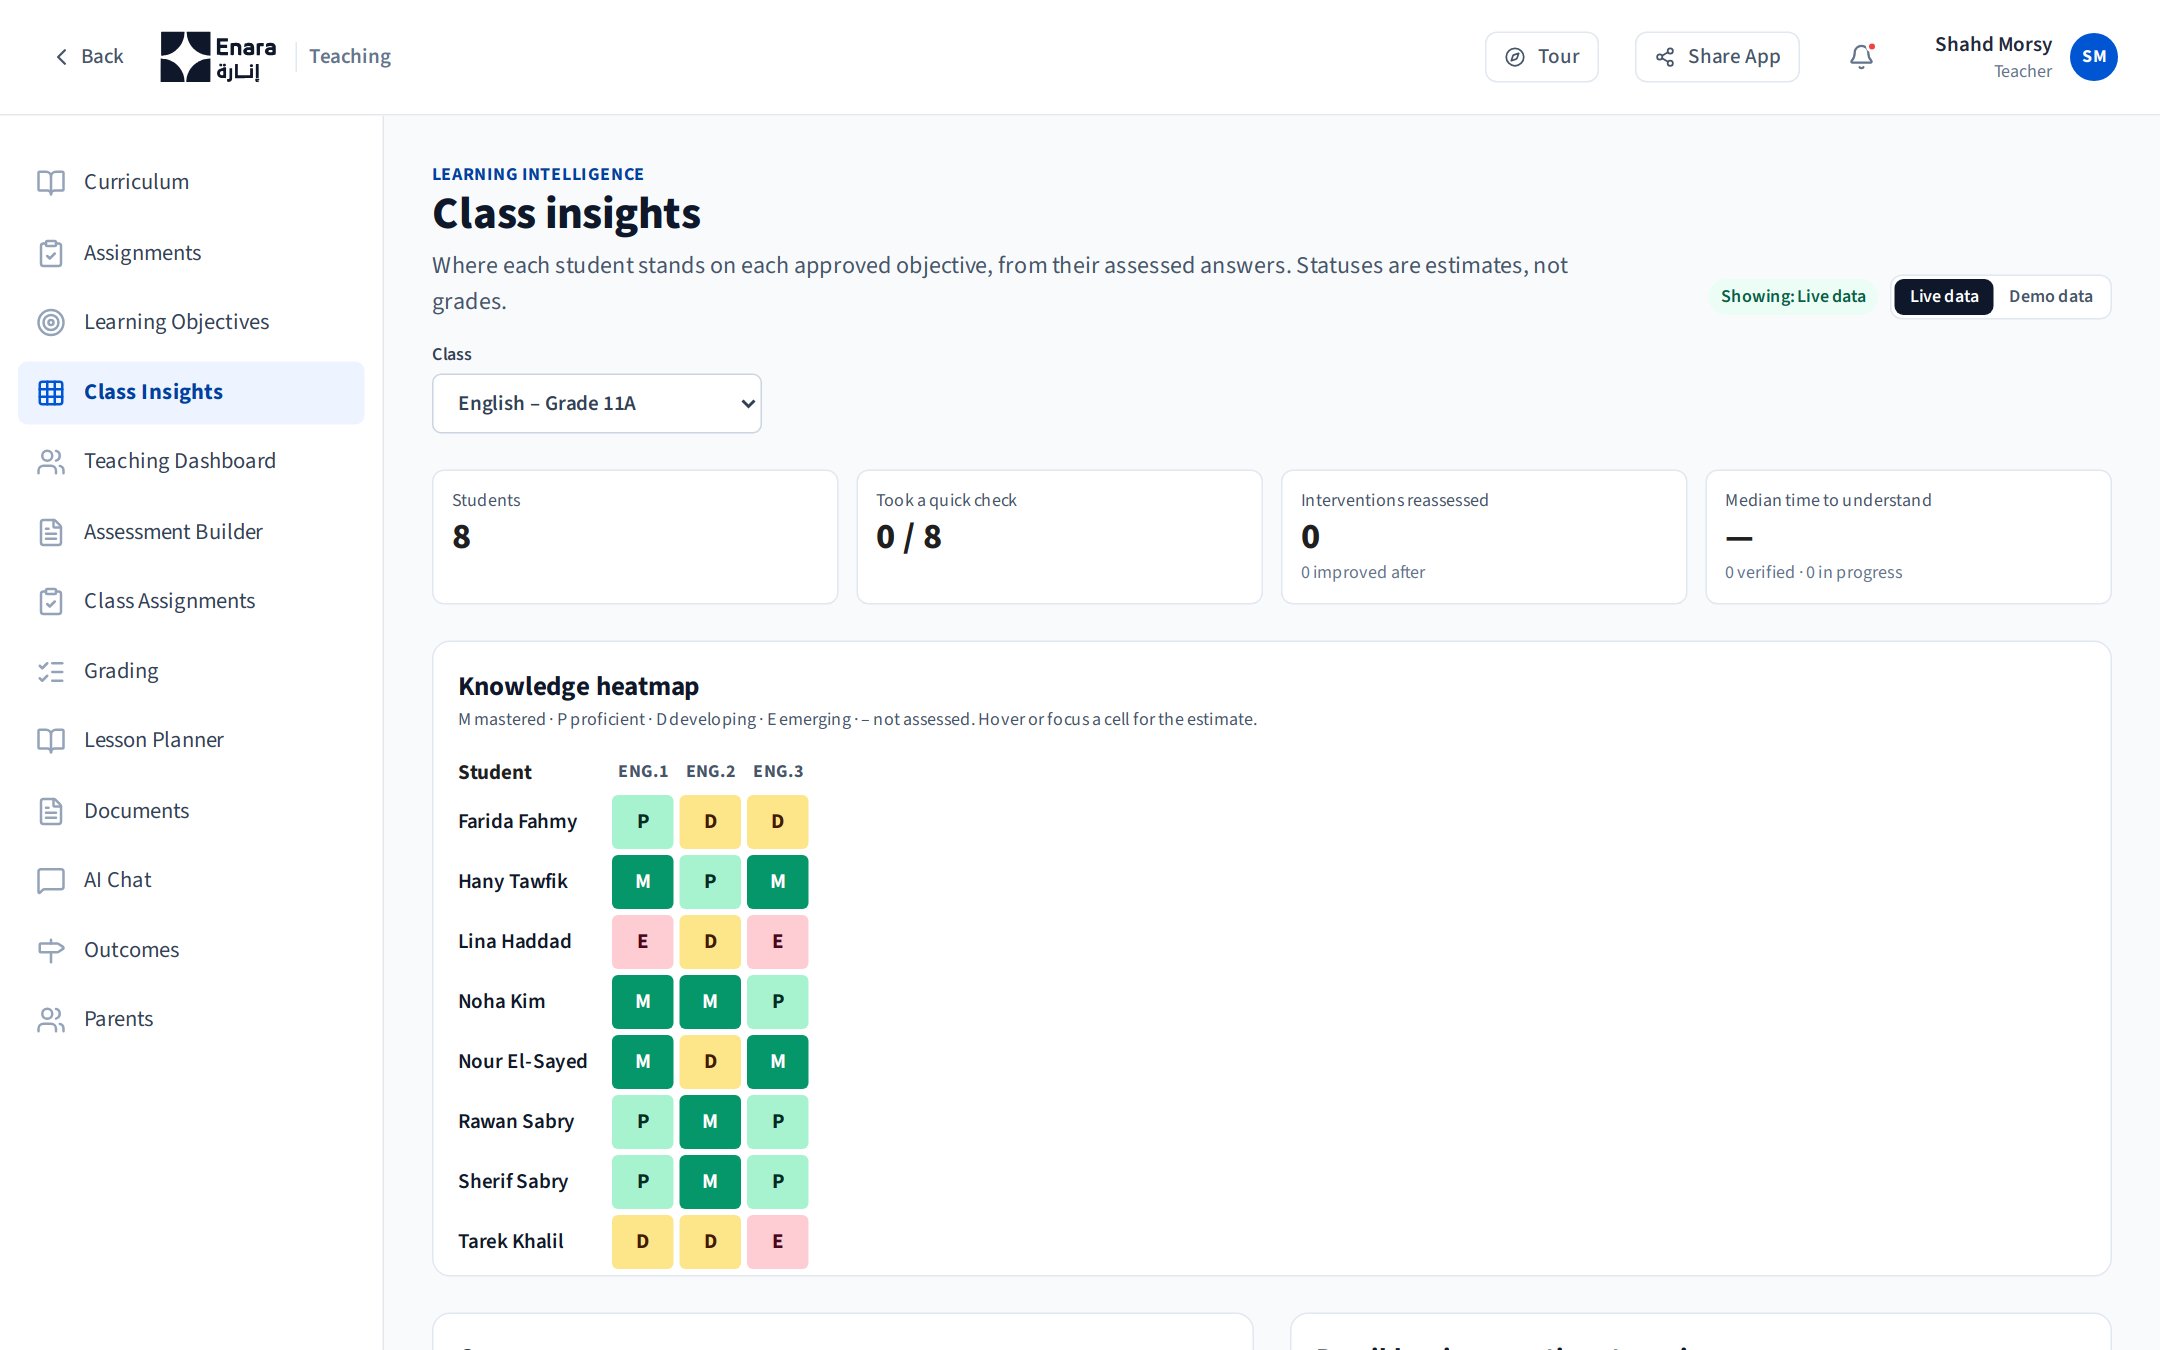 Back
Enara
إنارة
Teaching
Tour
Share App
Shahd Morsy
Teacher
SM
Curriculum
Assignments
Learning Objectives
Class Insights
Teaching Dashboard
Assessment Builder
Class Assignments
Grading
Lesson Planner
Documents
AI Chat
Outcomes
Parents
LEARNING INTELLIGENCE
Class insights
Where each student stands on each approved objective, from their assessed answers. Statuses are estimates, not
grades.
Showing: Live data
Live data
Demo data
Class
English – Grade 11A
Students
8
Took a quick check
0 / 8
Interventions reassessed
0
0 improved after
Median time to understand
—
0 verified · 0 in progress
Knowledge heatmap
M mastered · P proficient · D developing · E emerging · – not assessed. Hover or focus a cell for the estimate.
Student ENG.1 ENG.2 ENG.3
Farida Fahmy P D D
Hany Tawfik M P M
Lina Haddad E D E
Noha Kim M M P
Nour El-Sayed M D M
Rawan Sabry P M P
Sherif Sabry P M P
Tarek Khalil D D E